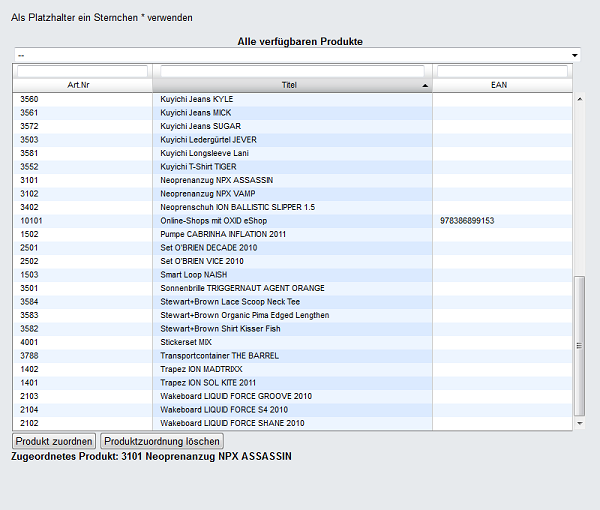 Als Platzhalter ein Sternchen * verwenden
Alle verfügbaren Produkte
--
Art.Nr Titel EAN
3560 Kuyichi Jeans KYLE
3561 Kuyichi Jeans MICK
3572 Kuyichi Jeans SUGAR
3503 Kuyichi Ledergürtel JEVER
3581 Kuyichi Longsleeve Lani
3552 Kuyichi T-Shirt TIGER
3101 Neoprenanzug NPX ASSASSIN
3102 Neoprenanzug NPX VAMP
3402 Neoprenschuh ION BALLISTIC SLIPPER 1.5
10101 Online-Shops mit OXID eShop 978386899153
1502 Pumpe CABRINHA INFLATION 2011
2501 Set O'BRIEN DECADE 2010
2502 Set O'BRIEN VICE 2010
1503 Smart Loop NAISH
3501 Sonnenbrille TRIGGERNAUT AGENT ORANGE
3584 Stewart+Brown Lace Scoop Neck Tee
3583 Stewart+Brown Organic Pima Edged Lengthen
3582 Stewart+Brown Shirt Kisser Fish
4001 Stickerset MIX
3788 Transportcontainer THE BARREL
1402 Trapez ION MADTRIXX
1401 Trapez ION SOL KITE 2011
2103 Wakeboard LIQUID FORCE GROOVE 2010
2104 Wakeboard LIQUID FORCE S4 2010
2102 Wakeboard LIQUID FORCE SHANE 2010
Produkt zuordnen Produktzuordnung löschen
Zugeordnetes Produkt: 3101 Neoprenanzug NPX ASSASSIN